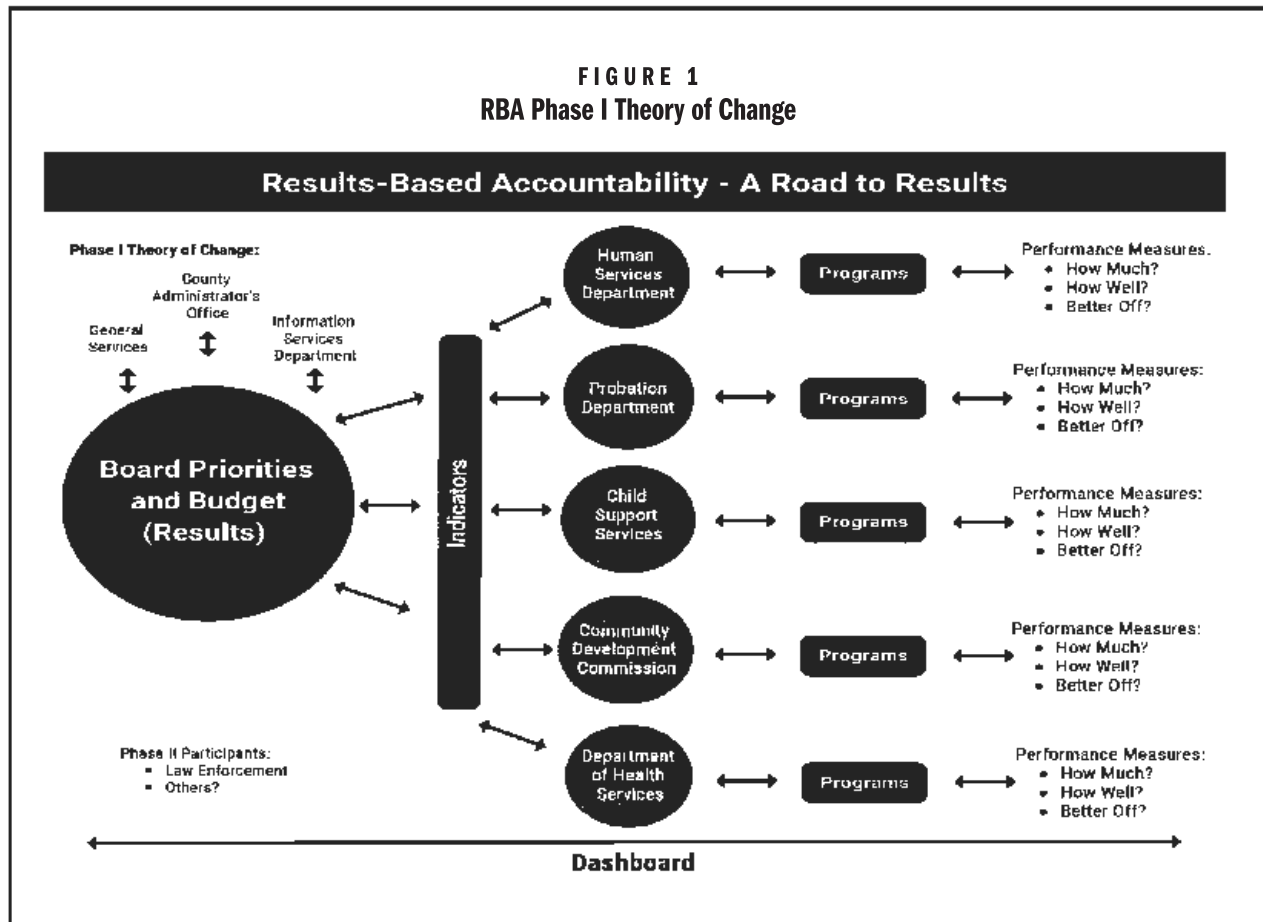 FIGURE 1
RBA Phase I Theory of Change
Results-Based Accountability - A Road to Results
Phase I Theory of Change:
General
Services
County
Administrator's
Office
Information
Services
Department
Board Priorities
and Budget
(Results)
Indicators
Human
Services
Department
Programs
Performance Measures.
How Much?
How Well?
Better Off?
Probation
Department
Programs
Performance Measures:
How Much?
How Well?
Better Off?
Child
Support
Services
Programs
Performance Measures:
How Much?
How Well?
Better Off?
Community
Development
Commission
Programs
Performance Measures:
How Much?
How Well?
Better Off?
Department
of Health
Services
Programs
Performance Measures:
How Much?
How Well?
Better Off?
Phase II Participants:
Law Enforcement
Others?
Dashboard